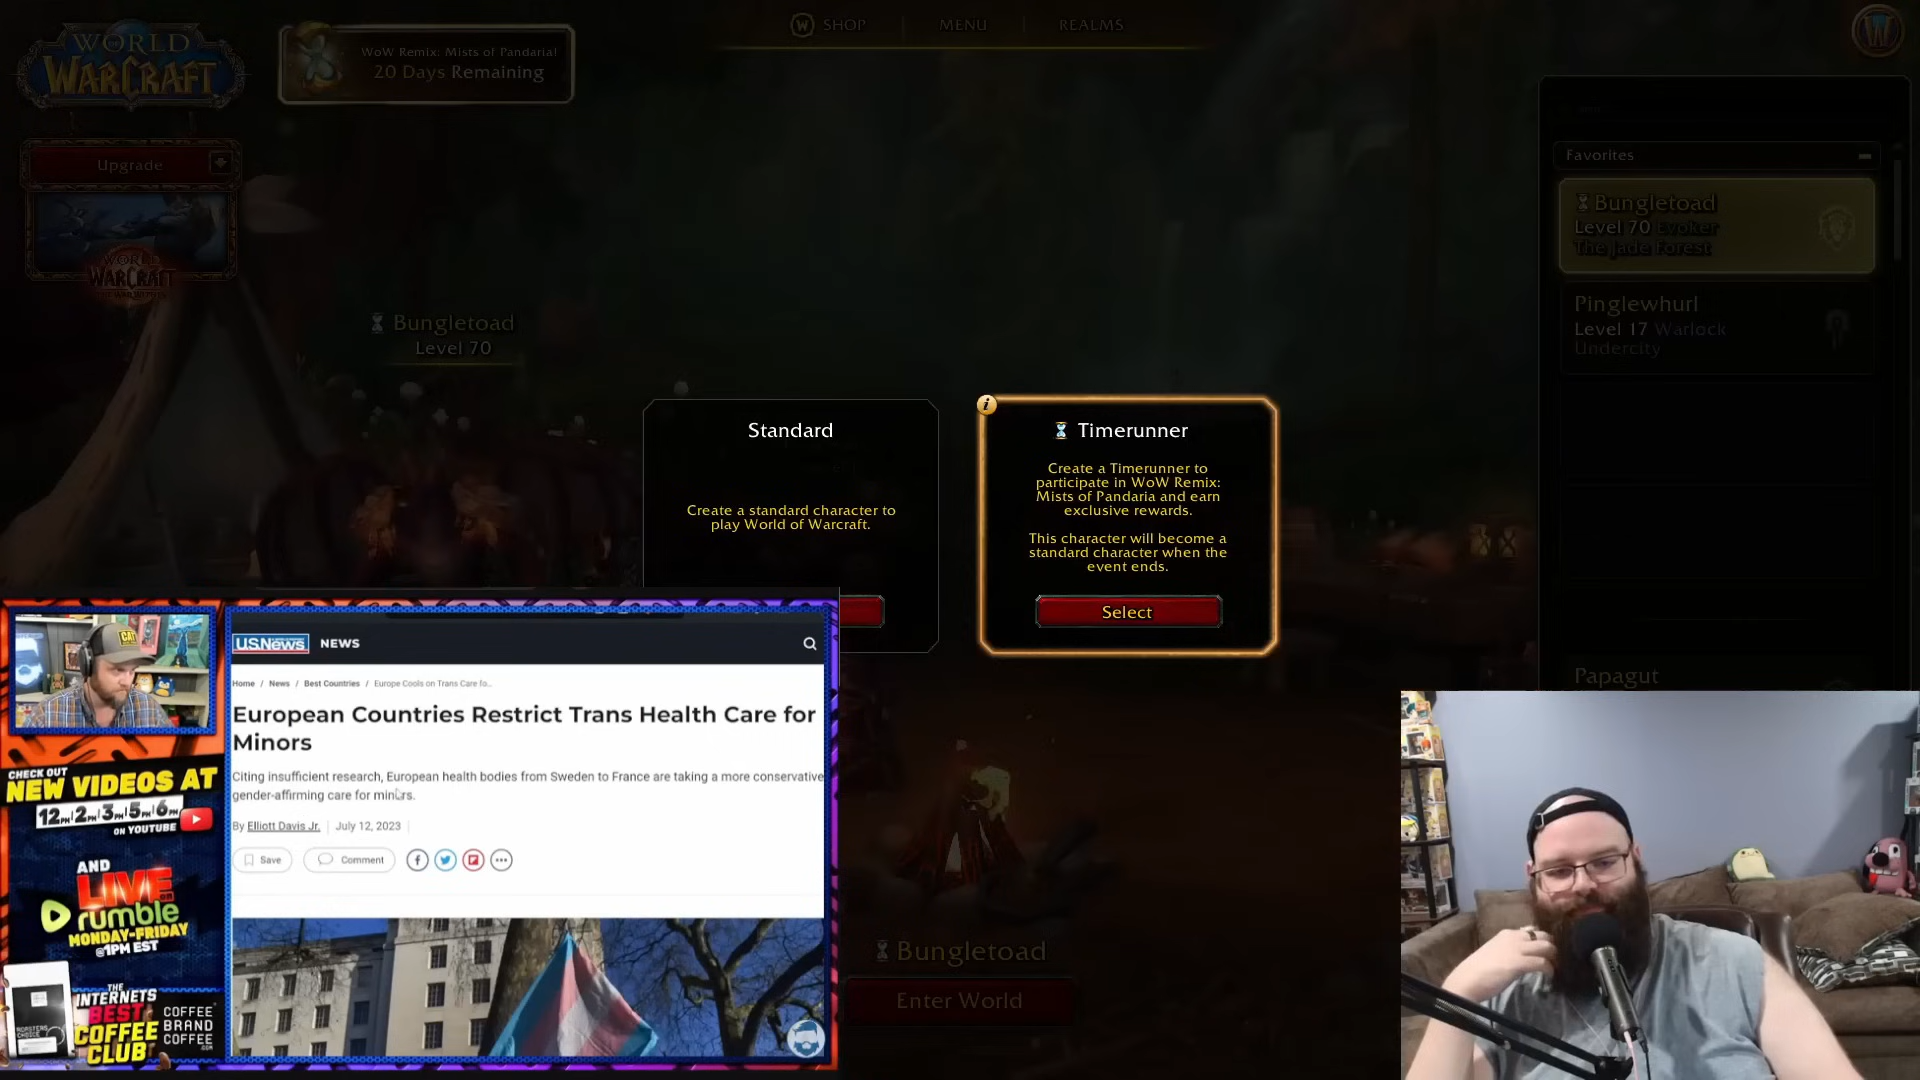 WORLD
OF
WARCRAFT
WoW Remix: Mists of Pandaria!
20 Days Remaining
SHOP
MENU
REALMS
Upgrade
WORLD
WARCRAFT
Favorites
Bungletoad
Level 70 Evoker
The Jade Forest
Pinglewhurl
Level 17 Warlock
Undercity
Papagut
Bungletoad
Level 70
Standard
Create a standard character to
play World of Warcraft.
Timerunner
Create a Timerunner to
participate in WoW Remix:
Mists of Pandaria and earn
exclusive rewards.
This character will become a
standard character when the
event ends.
Select
Bungletoad
Enter World
U.S.News NEWS
Home / News / Best Countries / Europe Cools on Trans Care fo...
European Countries Restrict Trans Health Care for
Minors
Citing insufficient research, European health bodies from Sweden to France are taking a more conservative
gender-affirming care for minors.
By Elliott Davis Jr. | July 12, 2023
Save
Comment
CHECK OUT
NEW VIDEOS AT
12PM|2PM|3PM|5PM|6PM
ON YOUTUBE
AND
LIVE ON
rumble
MONDAY-FRIDAY
@1PM EST
THE
INTERNETS
BEST
COFFEE
CLUB
COFFEE
BRAND
COFFEE
.COM
CAT